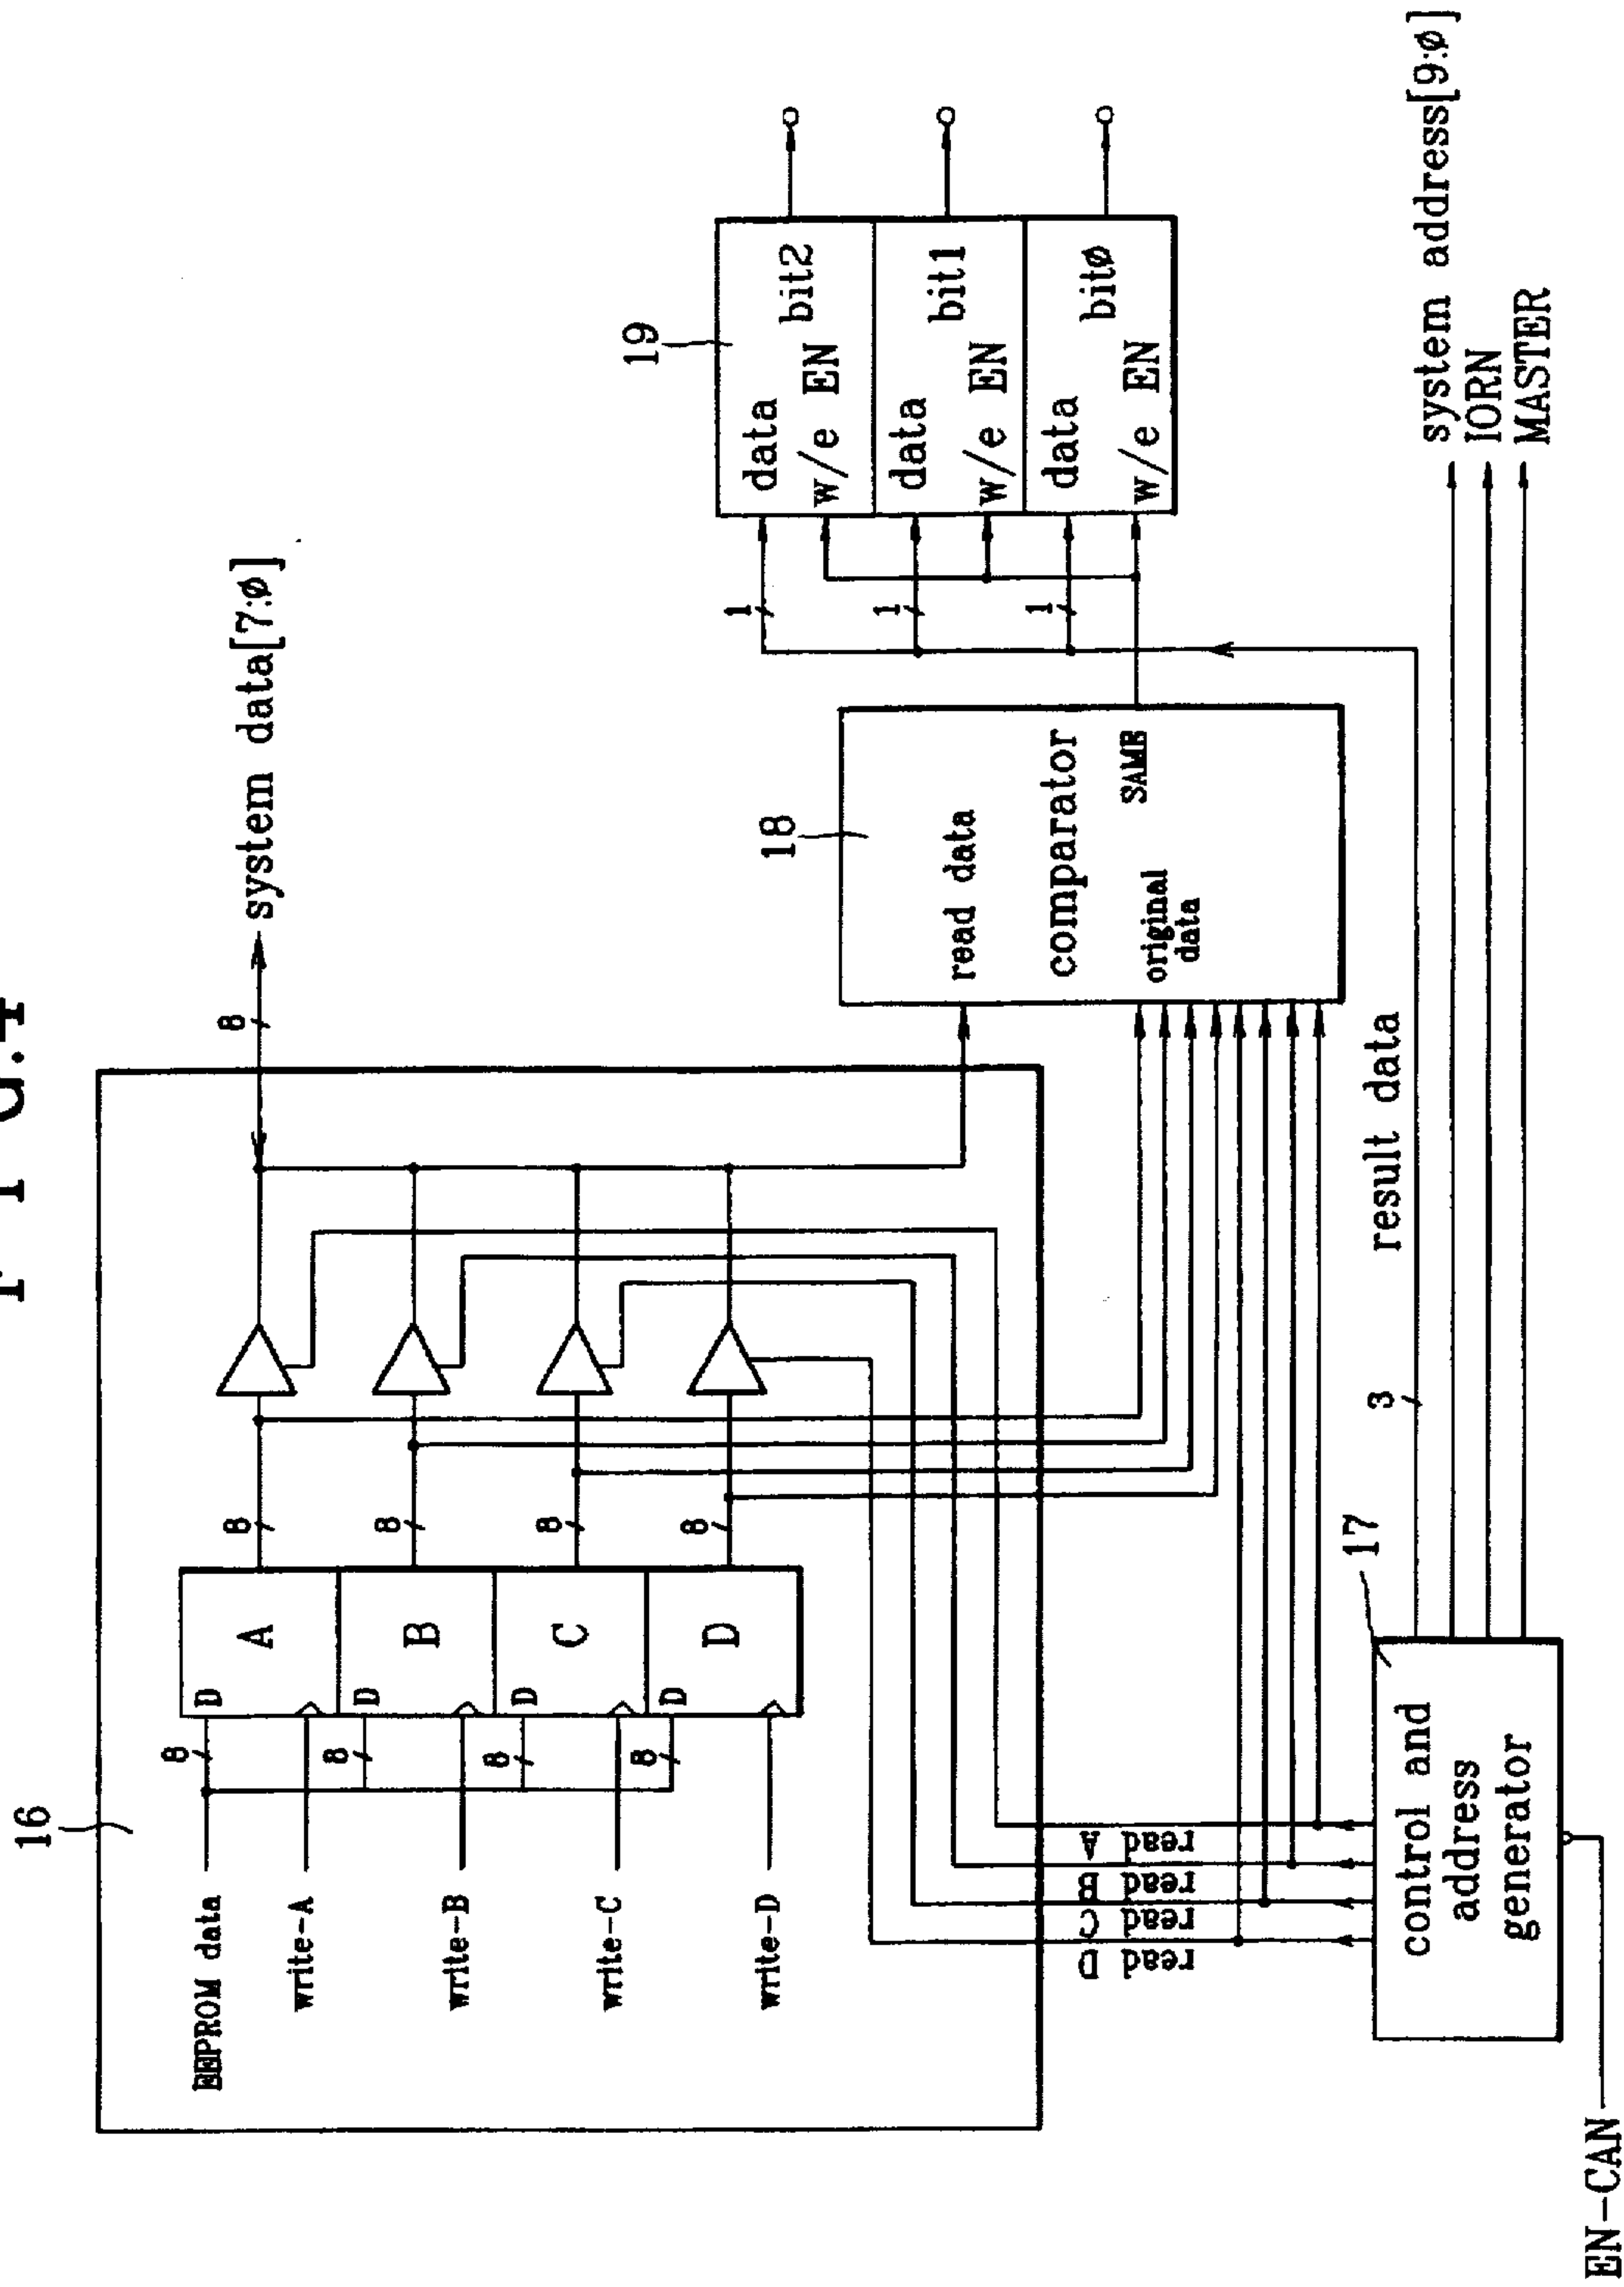 FIG.4
16
EEPROM data
write-A
write-B
write-C
write-D
8
8
8
8
D
A
D
B
D
C
D
D
8
8
8
8
8
system data[7:ø]
read A
read B
read C
read D
17
control and
address
generator
EN-CAN
18
read data
comparator
original
data
SAME
result data
3
1
1
1
19
data
w/e EN
bit2
data
w/e EN
bit1
data
w/e EN
bitø
system address[9:ø]
IORN
MASTER